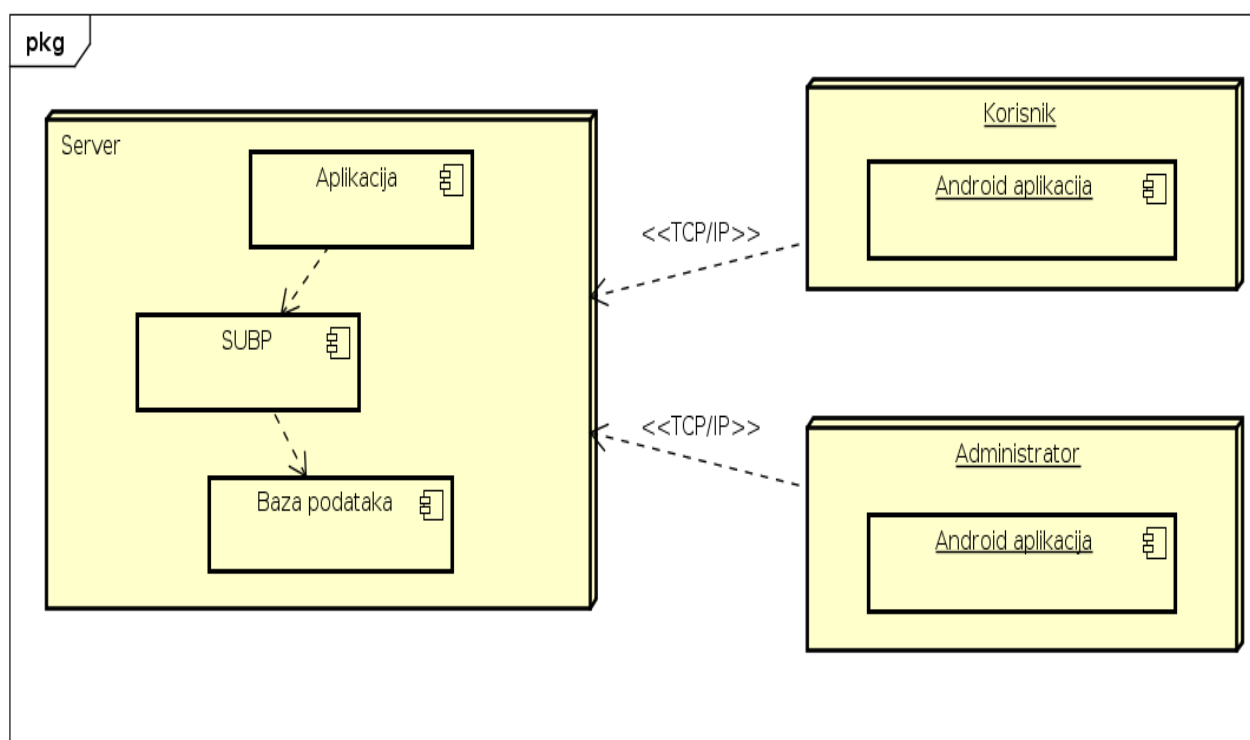 pkg
Server
Aplikacija
SUBP
Baza podataka
<<TCP/IP>>
<<TCP/IP>>
Korisnik
Android aplikacija
Administrator
Android aplikacija